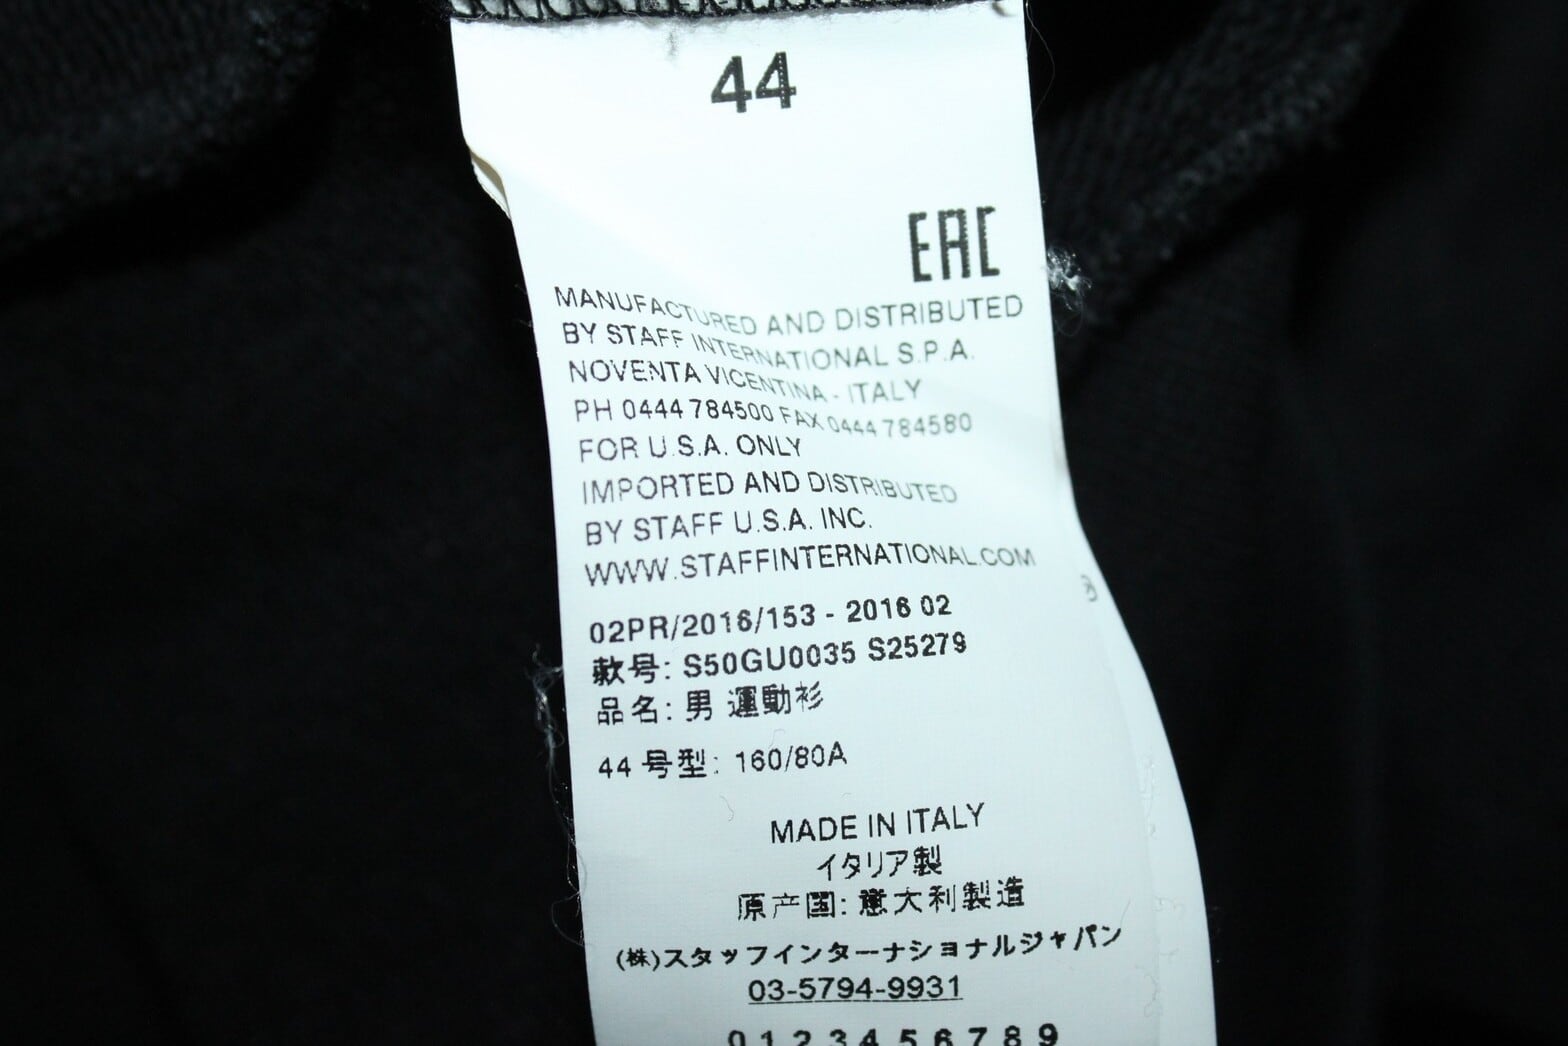 44
EAC
MANUFACTURED AND DISTRIBUTED
BY STAFF INTERNATIONAL S.P.A.
NOVENTA VICENTINA - ITALY
PH 0444 784500 FAX 0444 784580
FOR U.S.A. ONLY
IMPORTED AND DISTRIBUTED
BY STAFF U.S.A. INC.
WWW.STAFFINTERNATIONAL.COM
02PR/2016/153 - 2016 02
款号: S50GU0035 S25279
品名: 男 運動衫
44 号型: 160/80A
MADE IN ITALY
イタリア製
原产国: 意大利製造
(株)スタッフインターナショナルジャパン
03-5794-9931
0 1 2 3 4 5 6 7 8 9